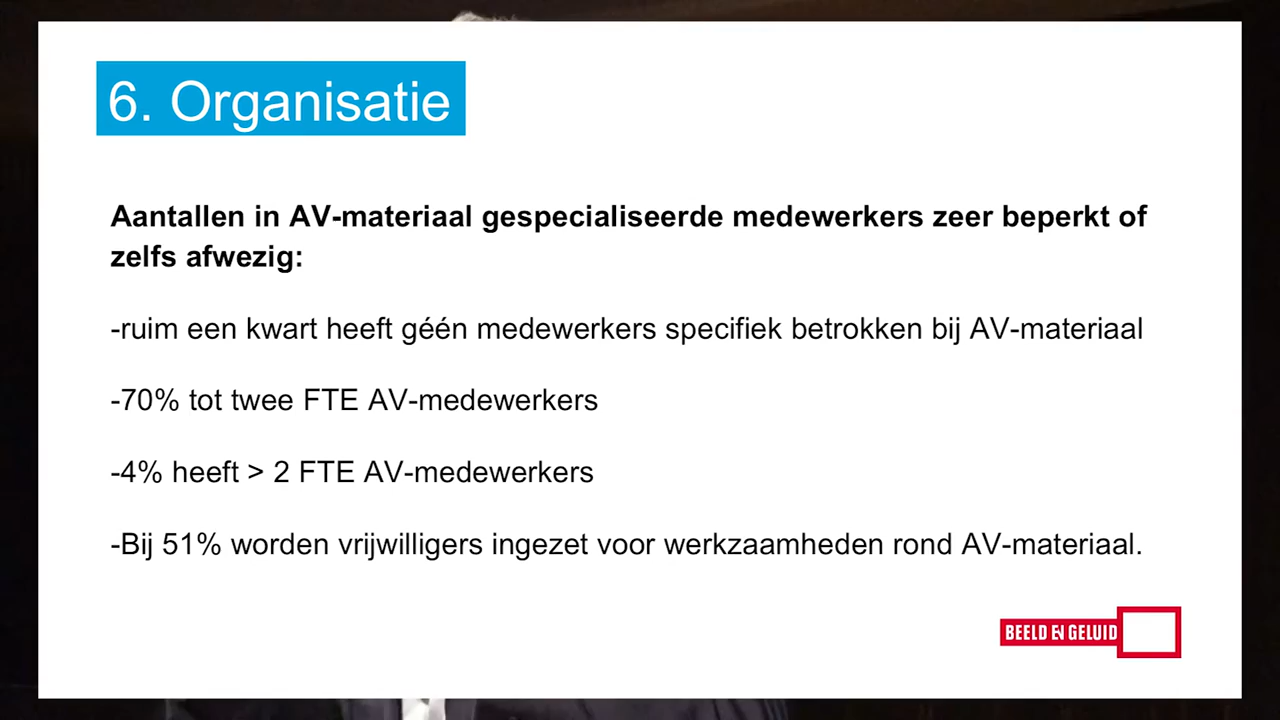 6. Organisatie
Aantallen in AV-materiaal gespecialiseerde medewerkers zeer beperkt of
zelfs afwezig:
-ruim een kwart heeft géén medewerkers specifiek betrokken bij AV-materiaal
-70% tot twee FTE AV-medewerkers
-4% heeft > 2 FTE AV-medewerkers
-Bij 51% worden vrijwilligers ingezet voor werkzaamheden rond AV-materiaal.
BEELD EN GELUID